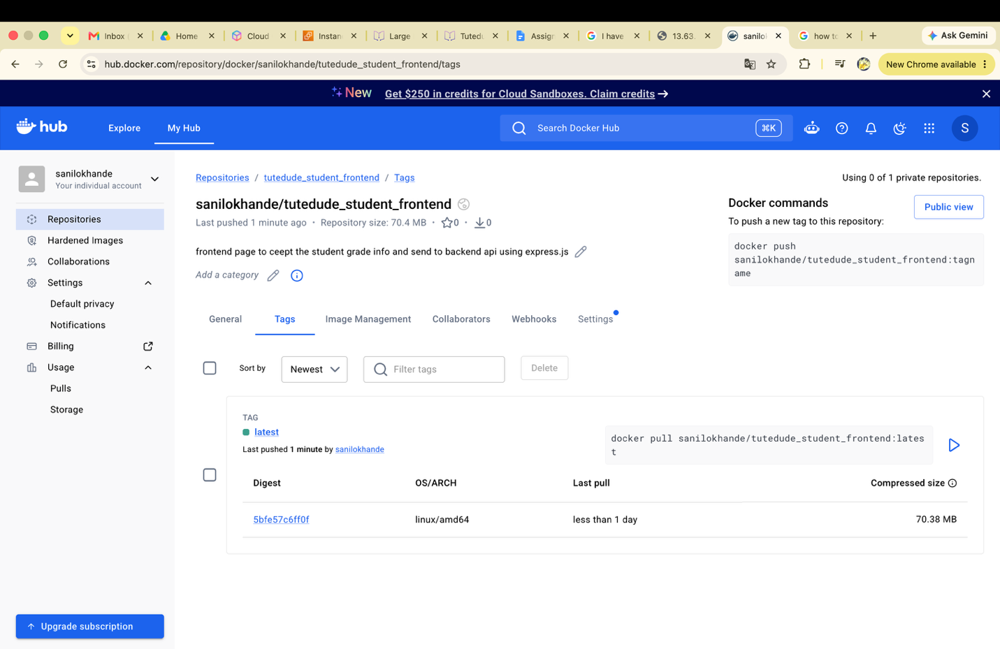 Inbox
Home
Cloud
Instan
Large
Tutedu
Assign
I have
13.63.
sanilo
how to
Ask Gemini
hub.docker.com/repository/docker/sanilokhande/tutedude_student_frontend/tags
New Chrome available
New Get $250 in credits for Cloud Sandboxes. Claim credits →
hub
Explore
My Hub
Search Docker Hub
⌘K
S
sanilokhande
Your individual account
Repositories
Hardened Images
Collaborations
Settings
Default privacy
Notifications
Billing
Usage
Pulls
Storage
Upgrade subscription
Repositories / tutedude_student_frontend / Tags
Using 0 of 1 private repositories.
sanilokhande/tutedude_student_frontend
Last pushed 1 minute ago · Repository size: 70.4 MB · 0 · 0
frontend page to ceept the student grade info and send to backend api using express.js
Add a category
Docker commands
Public view
To push a new tag to this repository:
docker push
sanilokhande/tutedude_student_frontend:tagn
ame
General
Tags
Image Management
Collaborators
Webhooks
Settings
Sort by
Newest
Filter tags
Delete
TAG
latest
Last pushed 1 minute by sanilokhande
docker pull sanilokhande/tutedude_student_frontend:lates
t
Digest OS/ARCH Last pull Compressed size
5bfe57c6ff0f linux/amd64 less than 1 day 70.38 MB